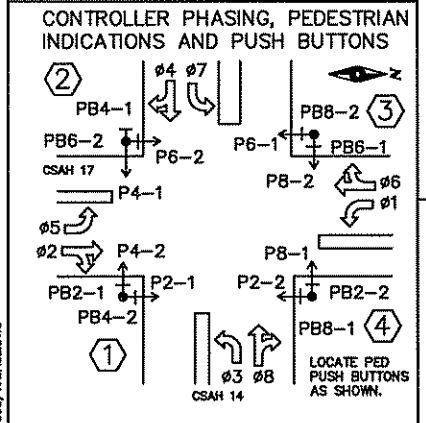 CONTROLLER PHASING, PEDESTRIAN
INDICATIONS AND PUSH BUTTONS
2
ø4 ø7
N
PB4-1
PB8-2
3
PB6-2
P6-2
P6-1
PB6-1
CSAH 17
P8-2
P4-1
ø6
ø1
ø5
ø2
P4-2
P8-1
PB2-1
P2-1
P2-2
PB2-2
PB4-2
PB8-1
4
1
ø3 ø8
CSAH 14
LOCATE PED
PUSH BUTTONS
AS SHOWN.